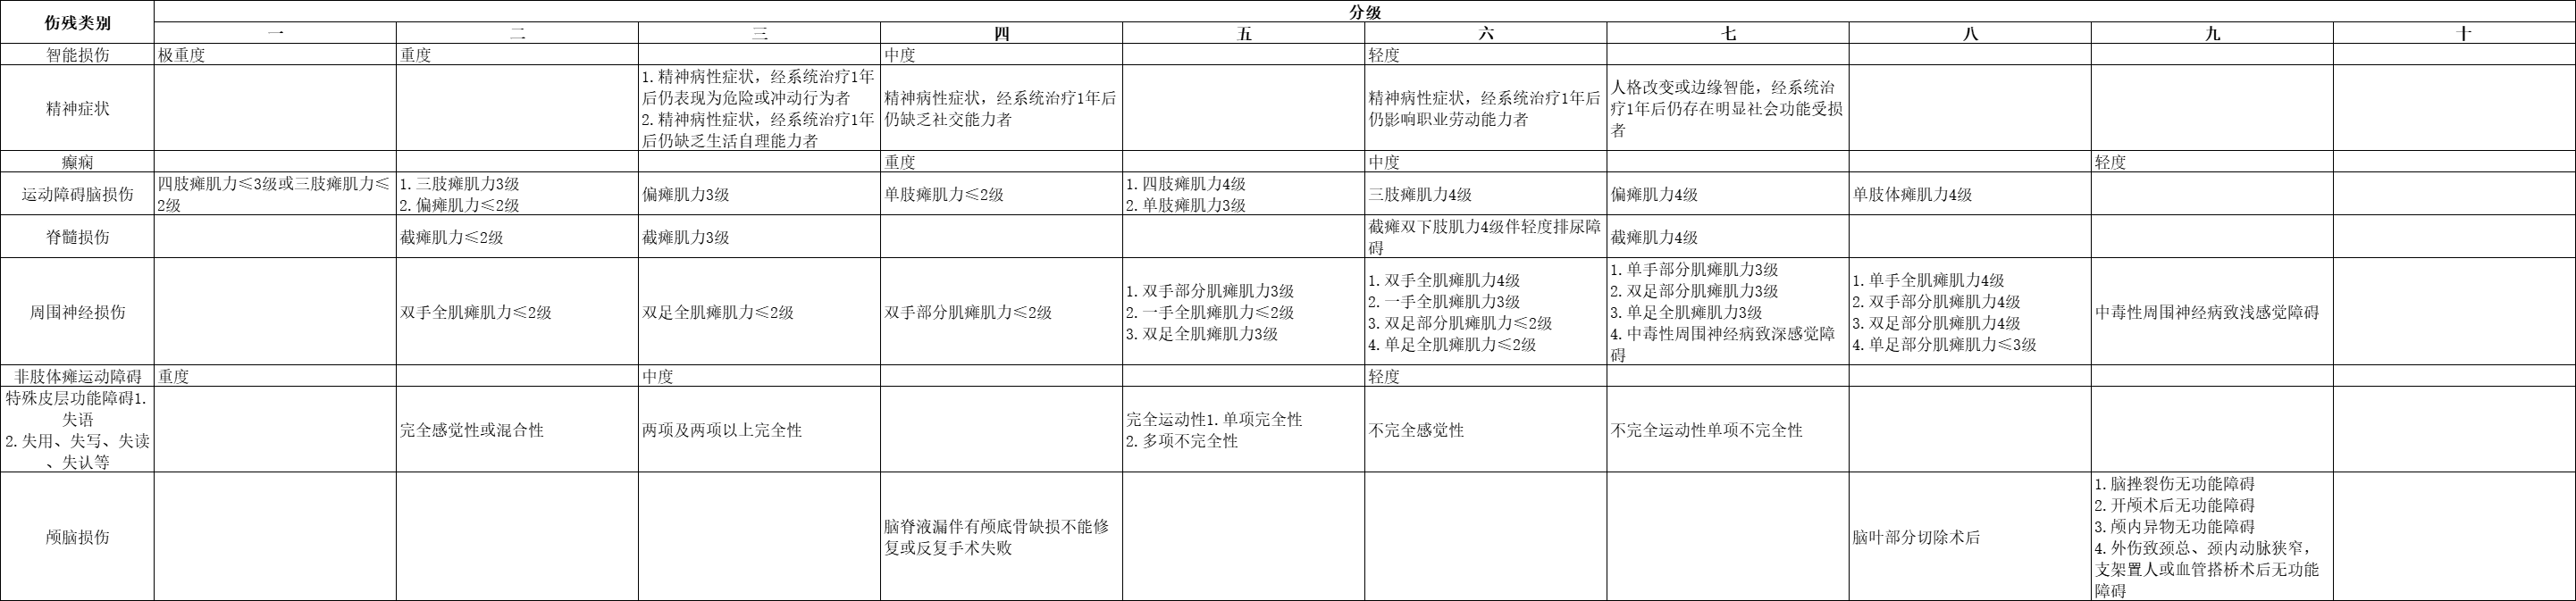 伤残类别
分级
一 二 三 四 五 六 七 八 九 十
智能损伤
极重度
重度
中度
轻度
精神症状
1.精神病性症状，经系统治疗1年
后仍表现为危险或冲动行为者
2.精神病性症状，经系统治疗1年
后仍缺乏生活自理能力者
精神病性症状，经系统治疗1年后
仍缺乏社交能力者
精神病性症状，经系统治疗1年后
仍影响职业劳动能力者
人格改变或边缘智能，经系统治
疗1年后仍存在明显社会功能受损
者
癫痫
重度
中度
轻度
运动障碍脑损伤
四肢瘫肌力≤3级或三肢瘫肌力≤
2级
1.三肢瘫肌力3级
2.偏瘫肌力≤2级
偏瘫肌力3级
单肢瘫肌力≤2级
1.四肢瘫肌力4级
2.单肢瘫肌力3级
三肢瘫肌力4级
偏瘫肌力4级
单肢体瘫肌力4级
脊髓损伤
截瘫肌力≤2级
截瘫肌力3级
截瘫双下肢肌力4级伴轻度排尿障
碍
截瘫肌力4级
周围神经损伤
双手全肌瘫肌力≤2级
双足全肌瘫肌力≤2级
双手部分肌瘫肌力≤2级
1.双手部分肌瘫肌力3级
2.一手全肌瘫肌力≤2级
3.双足全肌瘫肌力3级
1.双手全肌瘫肌力4级
2.一手全肌瘫肌力3级
3.双足部分肌瘫肌力≤2级
4.单足全肌瘫肌力≤2级
1.单手部分肌瘫肌力3级
2.双足部分肌瘫肌力3级
3.单足全肌瘫肌力3级
4.中毒性周围神经病致深感觉障
碍
1.单手全肌瘫肌力4级
2.双手部分肌瘫肌力4级
3.双足部分肌瘫肌力4级
4.单足部分肌瘫肌力≤3级
中毒性周围神经病致浅感觉障碍
非肢体瘫运动障碍
重度
中度
轻度
特殊皮层功能障碍1.
失语
2.失用、失写、失读
、失认等
完全感觉性或混合性
两项及两项以上完全性
完全运动性1.单项完全性
2.多项不完全性
不完全感觉性
不完全运动性单项不完全性
颅脑损伤
脑脊液漏伴有颅底骨缺损不能修
复或反复手术失败
脑叶部分切除术后
1.脑挫裂伤无功能障碍
2.开颅术后无功能障碍
3.颅内异物无功能障碍
4.外伤致颈总、颈内动脉狭窄，
支架置人或血管搭桥术后无功能
障碍